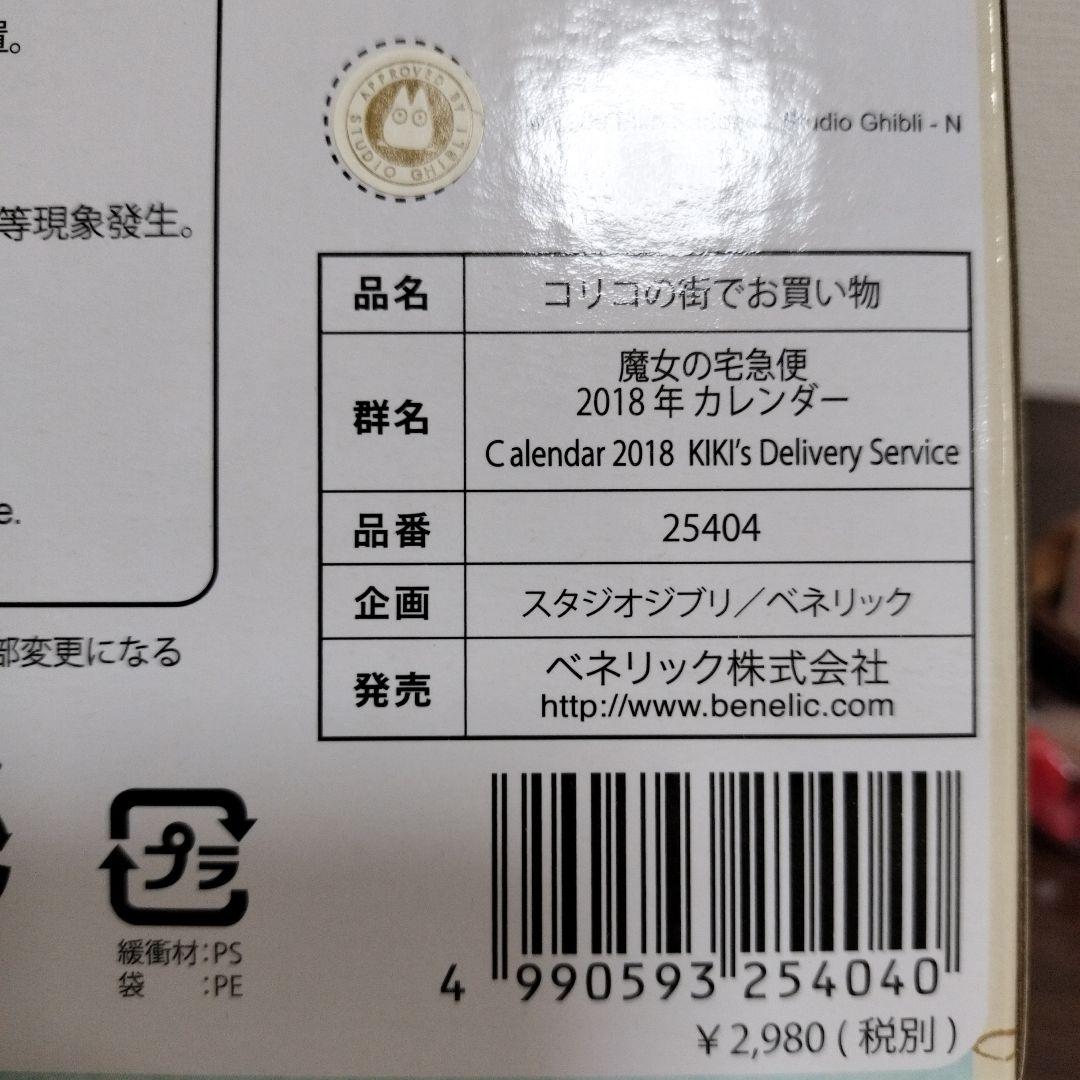 置。
等現象發生。
e.
部変更になる
APPROVED BY STUDIO GHIBLI
Studio Ghibli - N
品名 コリコの街でお買い物
群名 魔女の宅急便
2018年 カレンダー
Calendar 2018 KIKI's Delivery Service
品番 25404
企画 スタジオジブリ/ベネリック
発売 ベネリック株式会社
http://www.benelic.com
プラ
緩衝材:PS
袋 :PE
4 990593 254040
¥2,980(税別)